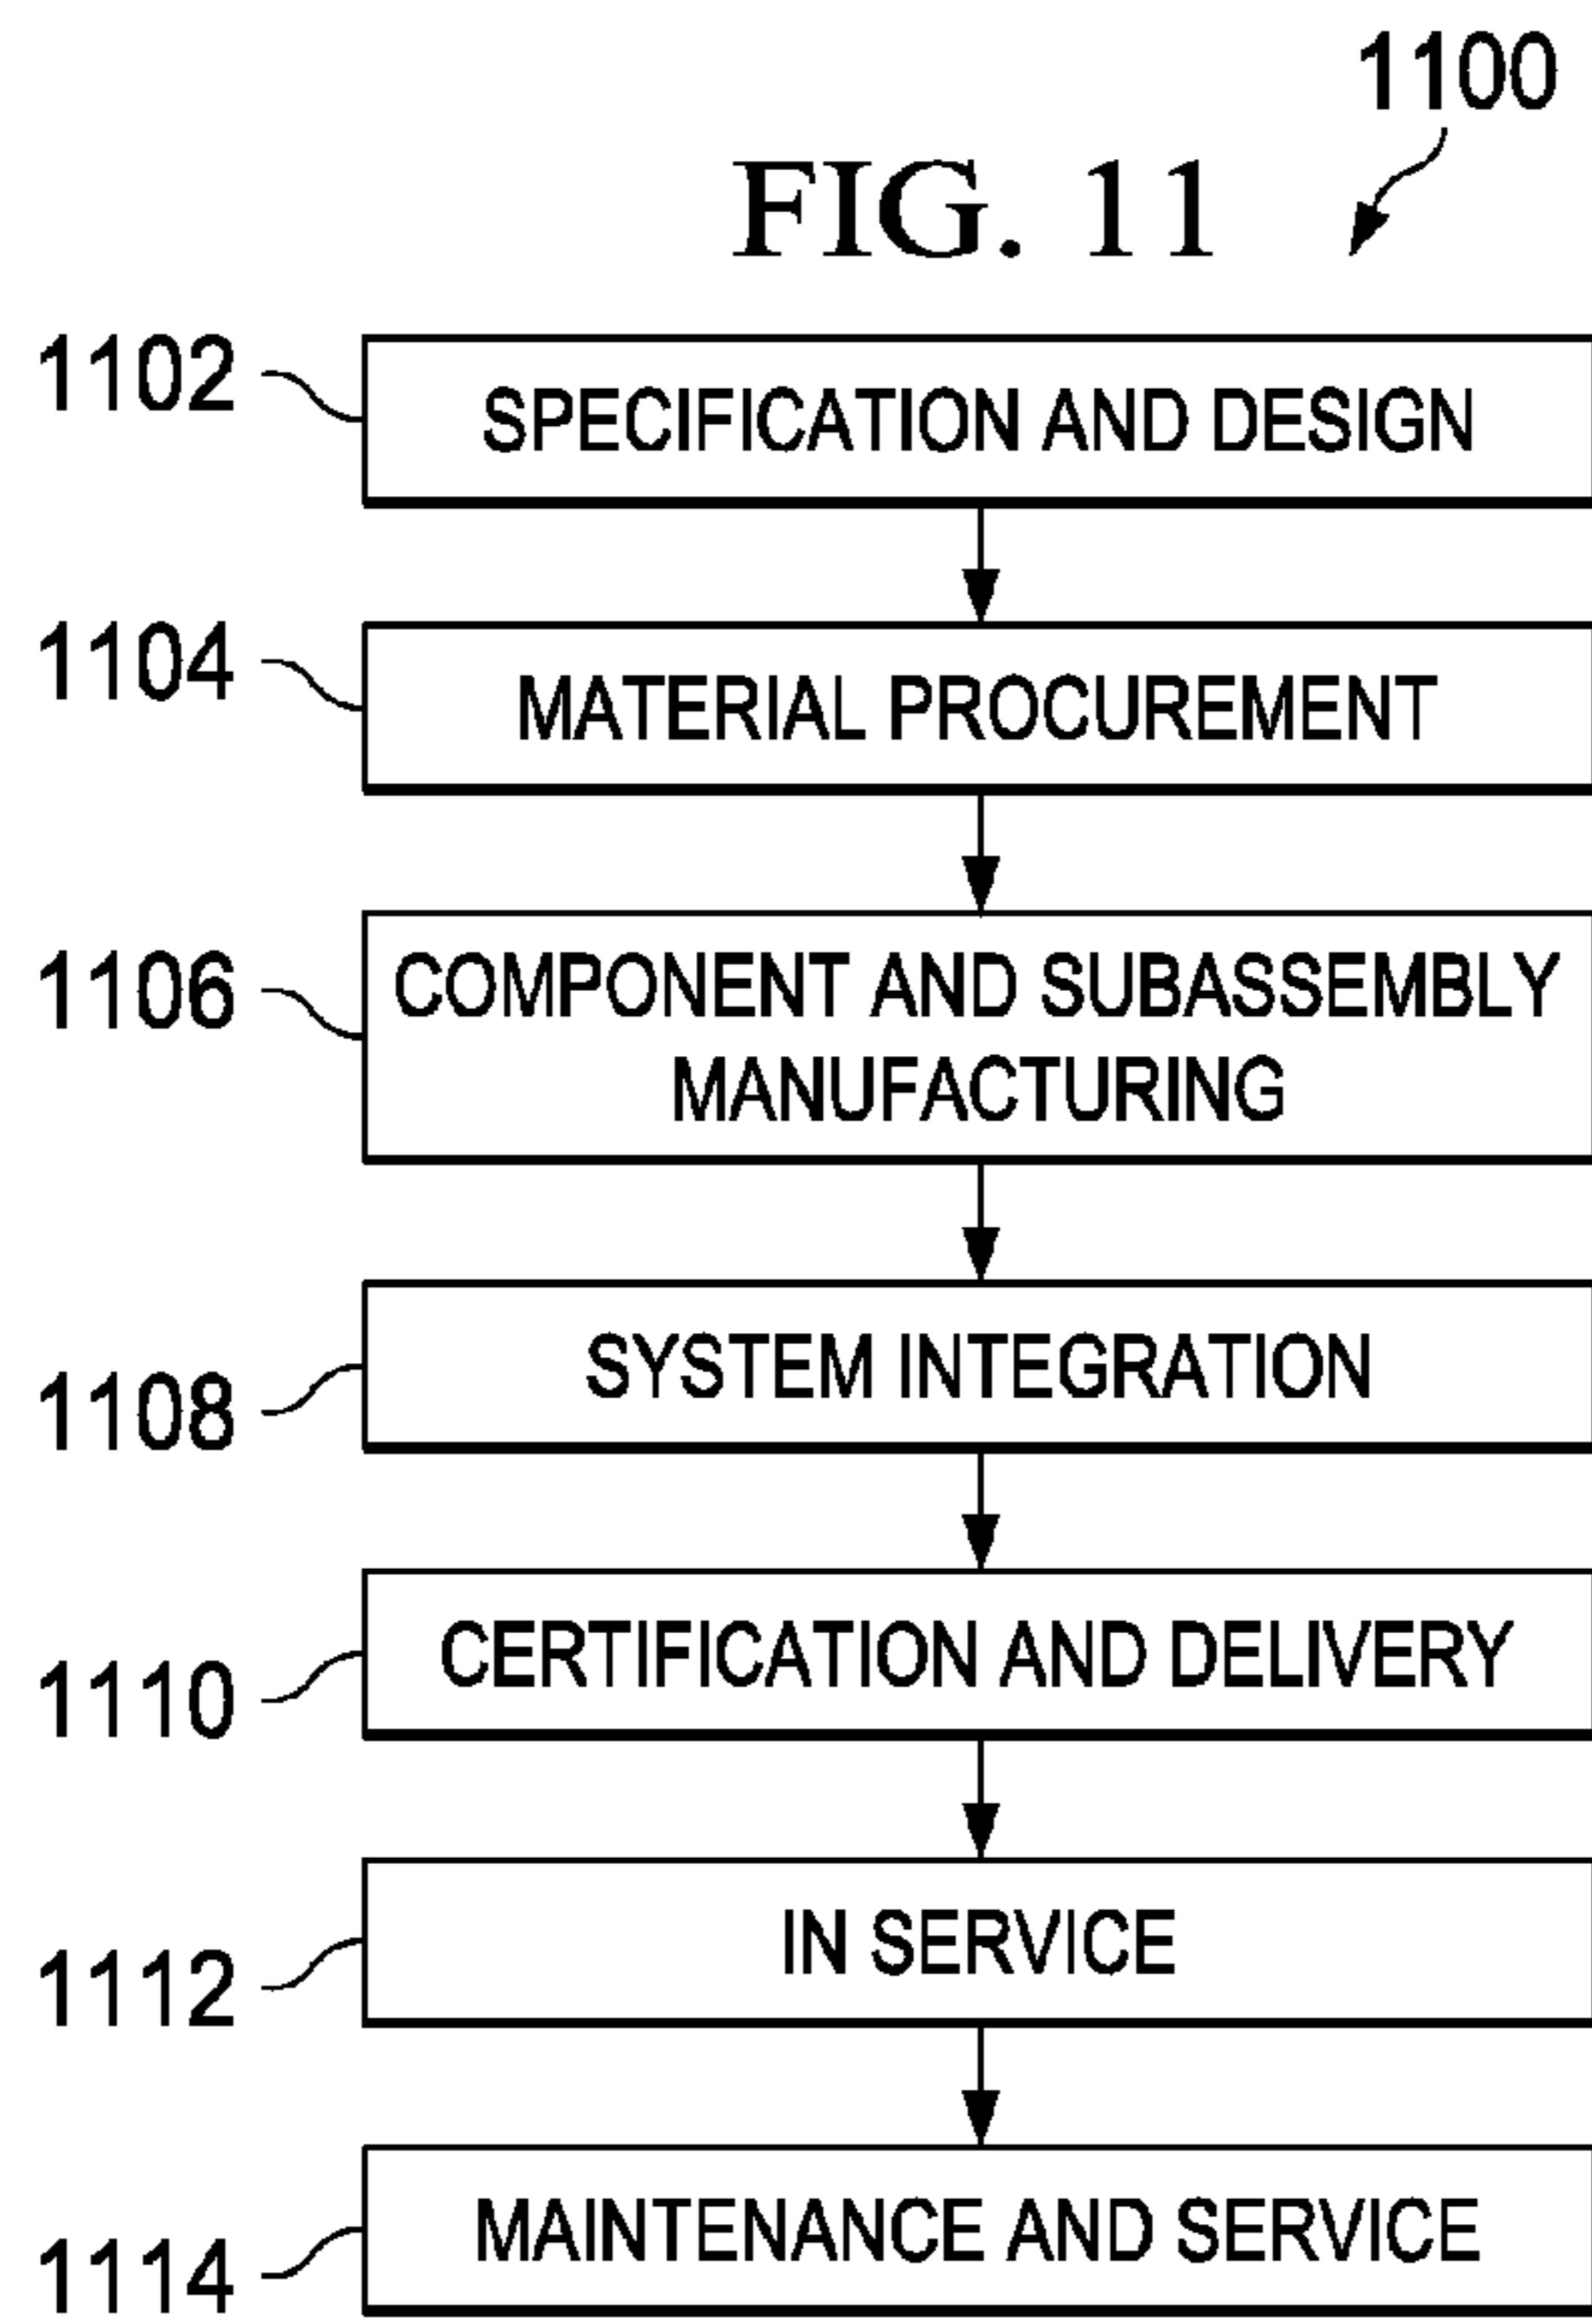 1100
FIG. 11
1102
SPECIFICATION AND DESIGN
1104
MATERIAL PROCUREMENT
1106
COMPONENT AND SUBASSEMBLY
MANUFACTURING
1108
SYSTEM INTEGRATION
1110
CERTIFICATION AND DELIVERY
1112
IN SERVICE
1114
MAINTENANCE AND SERVICE